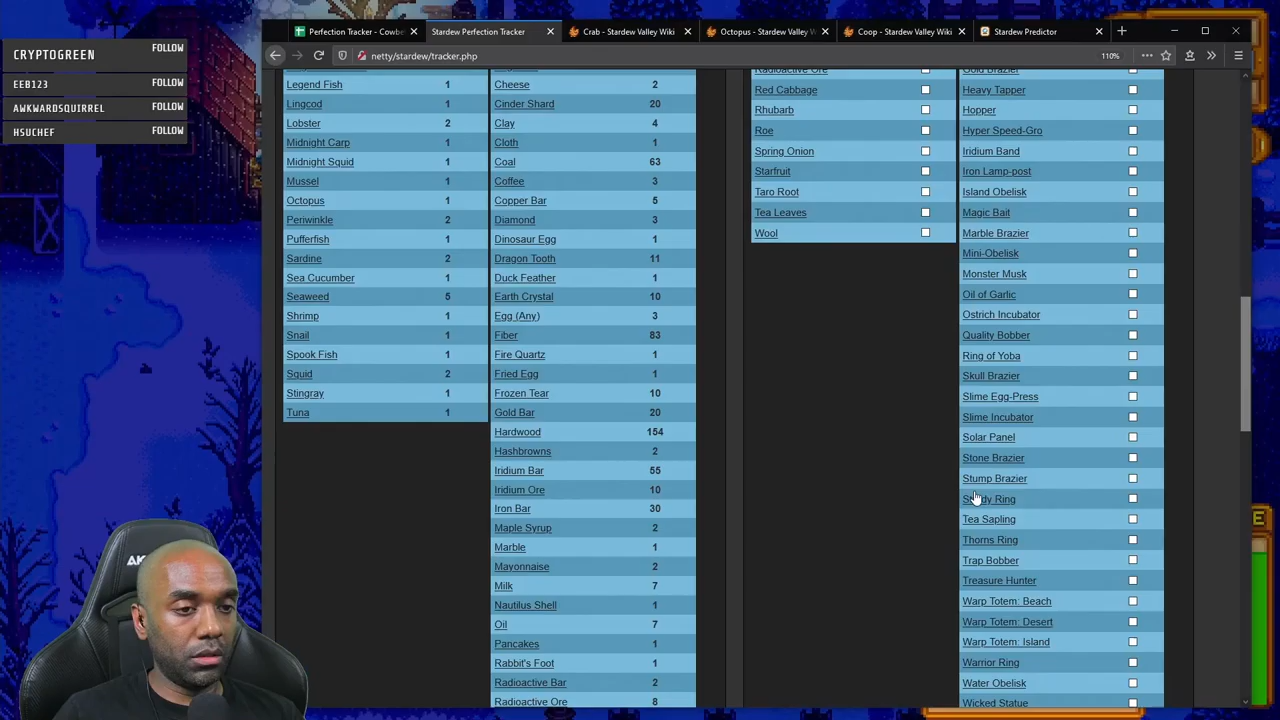 CRYPTOGREEN FOLLOW
EEB123 FOLLOW
AWKWARDSQUIRREL FOLLOW
HSUCHEF FOLLOW
Perfection Tracker - Cowbo
Stardew Perfection Tracker
Crab - Stardew Valley Wiki
Octopus - Stardew Valley W
Coop - Stardew Valley Wiki
Stardew Predictor
netty/stardew/tracker.php
110%
Legend Fish 1
Lingcod 1
Lobster 2
Midnight Carp 1
Midnight Squid 1
Mussel 1
Octopus 1
Periwinkle 2
Pufferfish 1
Sardine 2
Sea Cucumber 1
Seaweed 5
Shrimp 1
Snail 1
Spook Fish 1
Squid 2
Stingray 1
Tuna 1
Cheese 2
Cinder Shard 20
Clay 4
Cloth 1
Coal 63
Coffee 3
Copper Bar 5
Diamond 3
Dinosaur Egg 1
Dragon Tooth 11
Duck Feather 1
Earth Crystal 10
Egg (Any) 3
Fiber 83
Fire Quartz 1
Fried Egg 1
Frozen Tear 10
Gold Bar 20
Hardwood 154
Hashbrowns 2
Iridium Bar 55
Iridium Ore 10
Iron Bar 30
Maple Syrup 2
Marble 1
Mayonnaise 2
Milk 7
Nautilus Shell 1
Oil 7
Pancakes 1
Rabbit's Foot 1
Radioactive Bar 2
Radioactive Ore 8
Radioactive Ore
Red Cabbage
Rhubarb
Roe
Spring Onion
Starfruit
Taro Root
Tea Leaves
Wool
Gold Brazier
Heavy Tapper
Hopper
Hyper Speed-Gro
Iridium Band
Iron Lamp-post
Island Obelisk
Magic Bait
Marble Brazier
Mini-Obelisk
Monster Musk
Oil of Garlic
Ostrich Incubator
Quality Bobber
Ring of Yoba
Skull Brazier
Slime Egg-Press
Slime Incubator
Solar Panel
Stone Brazier
Stump Brazier
Sturdy Ring
Tea Sapling
Thorns Ring
Trap Bobber
Treasure Hunter
Warp Totem: Beach
Warp Totem: Desert
Warp Totem: Island
Warrior Ring
Water Obelisk
Wicked Statue